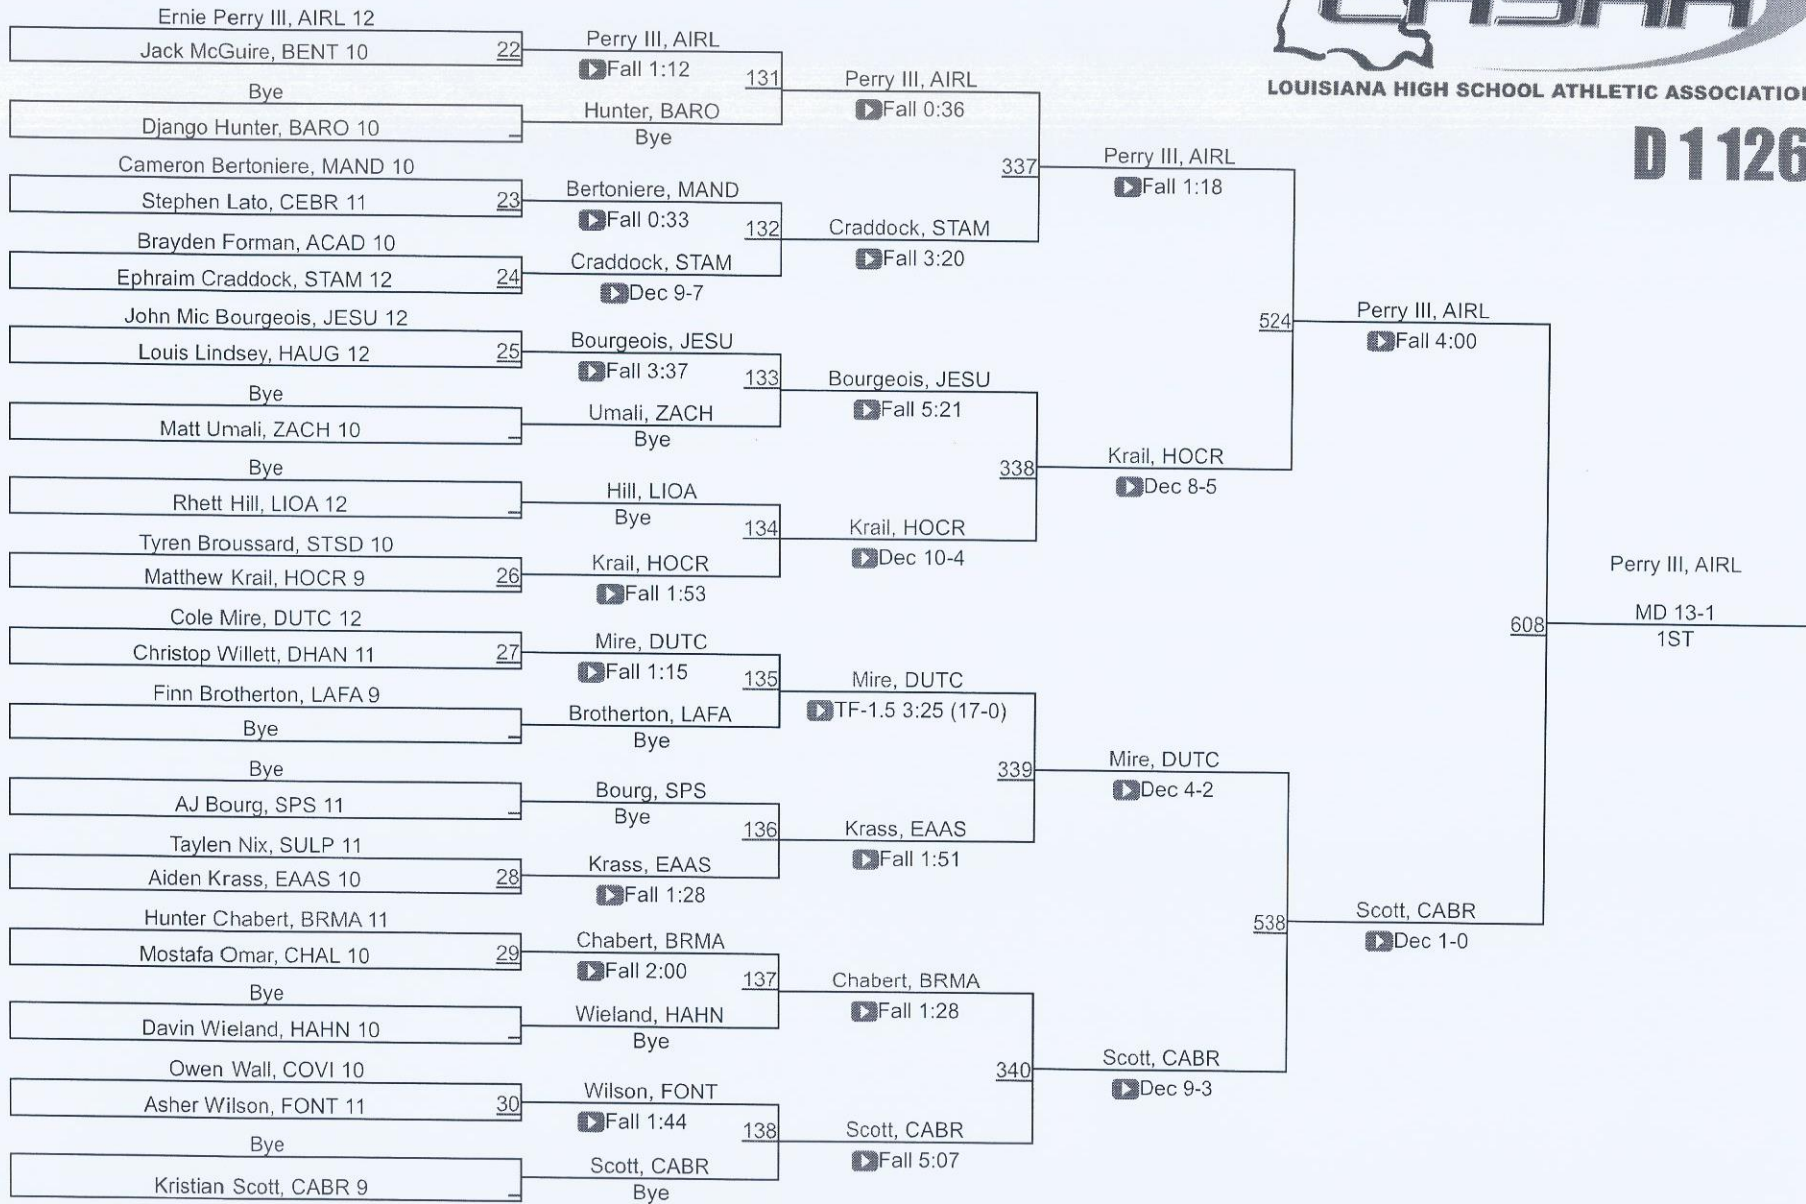 LHSAA
LOUISIANA HIGH SCHOOL ATHLETIC ASSOCIATION
D 1 126
Ernie Perry III, AIRL 12
Jack McGuire, BENT 10
22
Bye
Django Hunter, BARO 10
Cameron Bertoniere, MAND 10
Stephen Lato, CEBR 11
23
Brayden Forman, ACAD 10
Ephraim Craddock, STAM 12
24
John Mic Bourgeois, JESU 12
Louis Lindsey, HAUG 12
25
Bye
Matt Umali, ZACH 10
Bye
Rhett Hill, LIOA 12
Tyren Broussard, STSD 10
Matthew Krail, HOCR 9
26
Cole Mire, DUTC 12
Christop Willett, DHAN 11
27
Finn Brotherton, LAFA 9
Bye
Bye
AJ Bourg, SPS 11
Taylen Nix, SULP 11
Aiden Krass, EAAS 10
28
Hunter Chabert, BRMA 11
Mostafa Omar, CHAL 10
29
Bye
Davin Wieland, HAHN 10
Owen Wall, COVI 10
Asher Wilson, FONT 11
30
Bye
Kristian Scott, CABR 9
Perry III, AIRL
Fall 1:12
131
Hunter, BARO
Bye
Bertoniere, MAND
Fall 0:33
132
Craddock, STAM
Dec 9-7
Bourgeois, JESU
Fall 3:37
133
Umali, ZACH
Bye
Hill, LIOA
Bye
134
Krail, HOCR
Fall 1:53
Mire, DUTC
Fall 1:15
135
Brotherton, LAFA
Bye
Bourg, SPS
Bye
136
Krass, EAAS
Fall 1:28
Chabert, BRMA
Fall 2:00
137
Wieland, HAHN
Bye
Wilson, FONT
Fall 1:44
138
Scott, CABR
Bye
Perry III, AIRL
Fall 0:36
337
Craddock, STAM
Fall 3:20
Bourgeois, JESU
Fall 5:21
338
Krail, HOCR
Dec 10-4
Mire, DUTC
TF-1.5 3:25 (17-0)
339
Krass, EAAS
Fall 1:51
Chabert, BRMA
Fall 1:28
340
Scott, CABR
Fall 5:07
Perry III, AIRL
Fall 1:18
524
Krail, HOCR
Dec 8-5
Mire, DUTC
Dec 4-2
538
Scott, CABR
Dec 9-3
Perry III, AIRL
Fall 4:00
608
Scott, CABR
Dec 1-0
Perry III, AIRL
MD 13-1
1ST